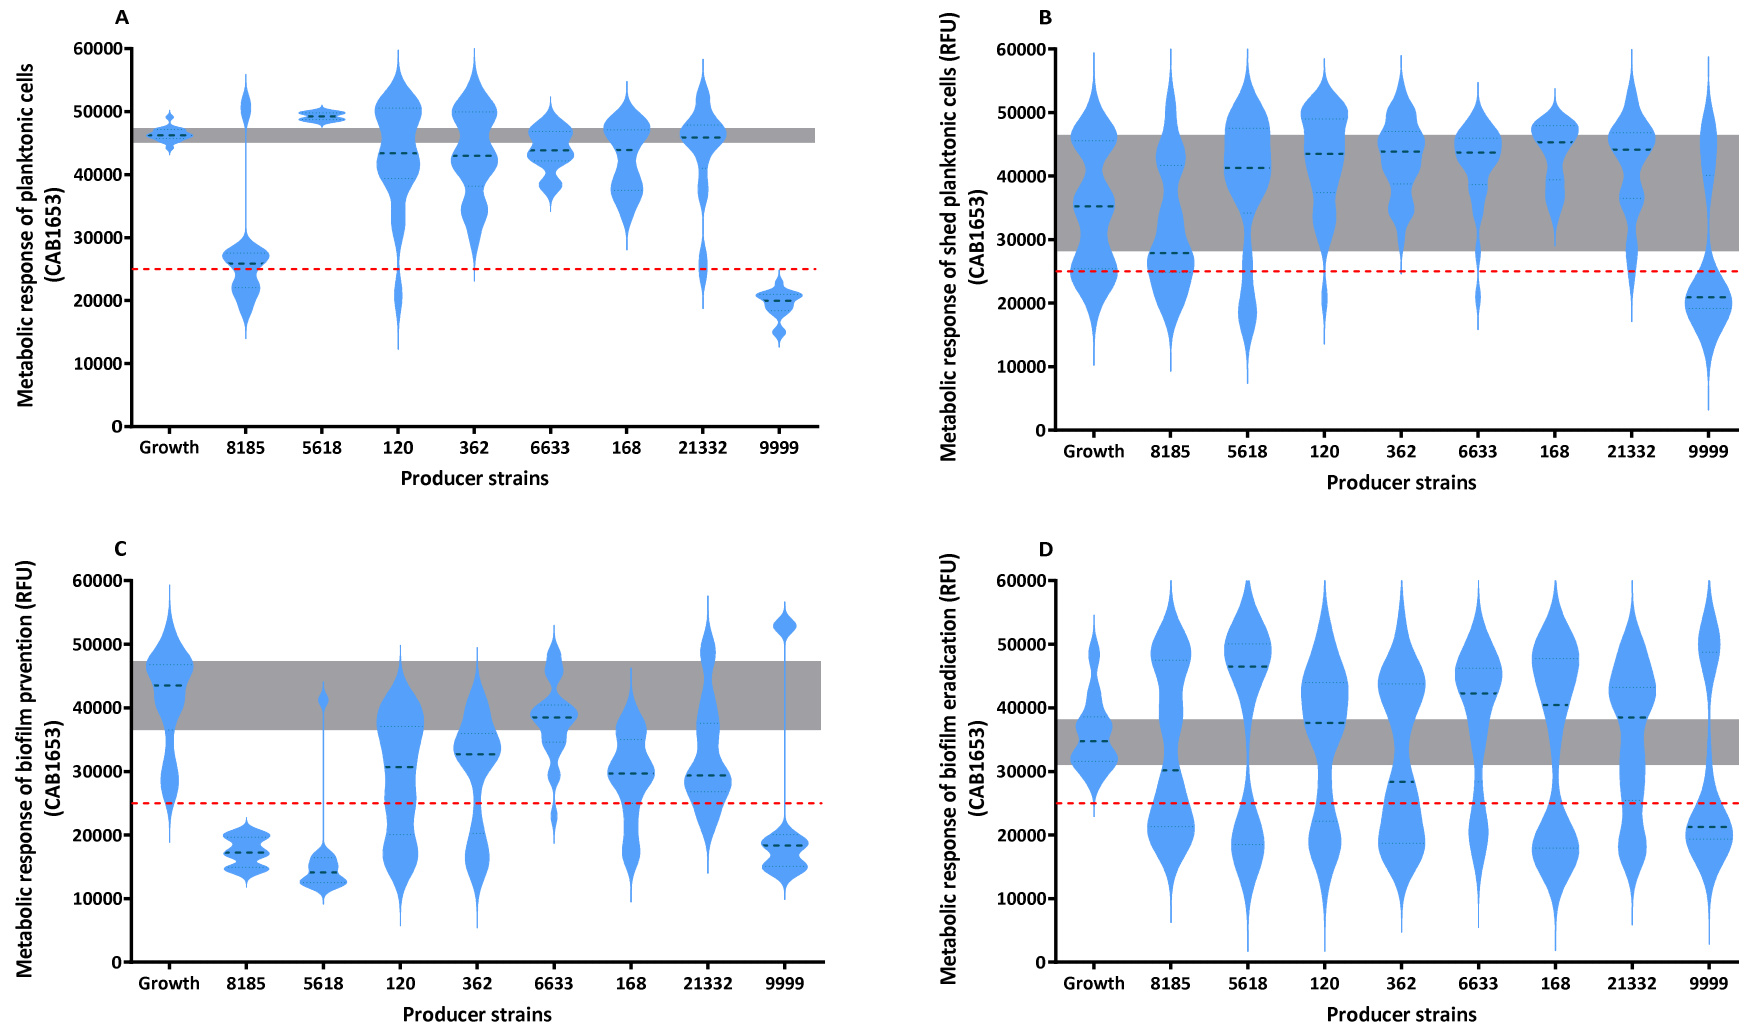 A
Metabolic response of planktonic cells
(CAB1653)
60000
50000
40000
30000
20000
10000
0
Growth 8185 5618 120 362 6633 168 21332 9999
Producer strains
B
Metabolic response of shed planktonic cells (RFU)
(CAB1653)
60000
50000
40000
30000
20000
10000
0
Growth 8185 5618 120 362 6633 168 21332 9999
Producer strains
C
Metabolic response of biofilm prvention (RFU)
(CAB1653)
60000
50000
40000
30000
20000
10000
0
Growth 8185 5618 120 362 6633 168 21332 9999
Producer strains
D
Metabolic response of biofilm eradication (RFU)
(CAB1653)
60000
50000
40000
30000
20000
10000
0
Growth 8185 5618 120 362 6633 168 21332 9999
Producer strains